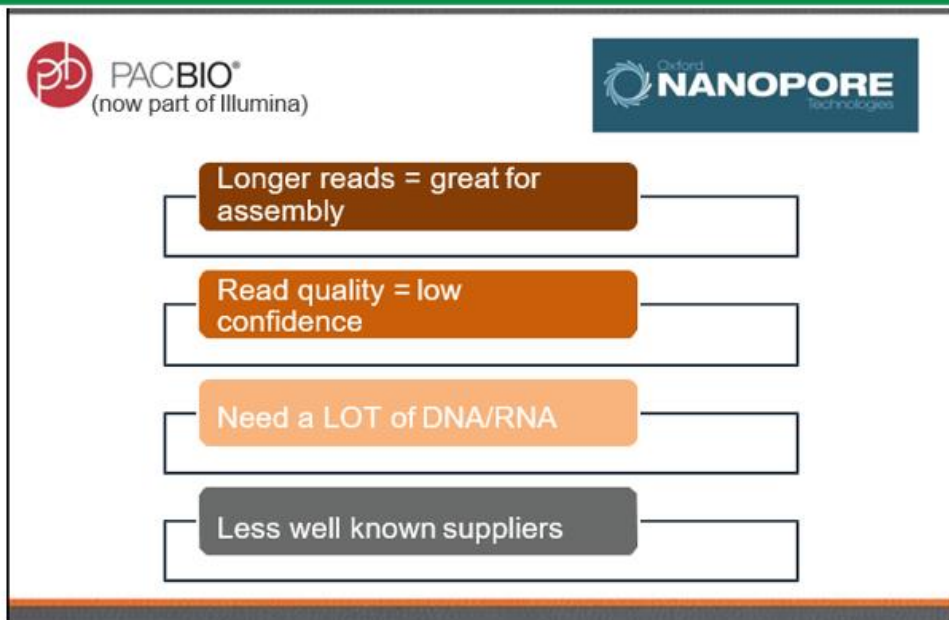 pb PACBIO®
(now part of Illumina)
Oxford
NANOPORE
Technologies
Longer reads = great for
assembly
Read quality = low
confidence
Need a LOT of DNA/RNA
Less well known suppliers